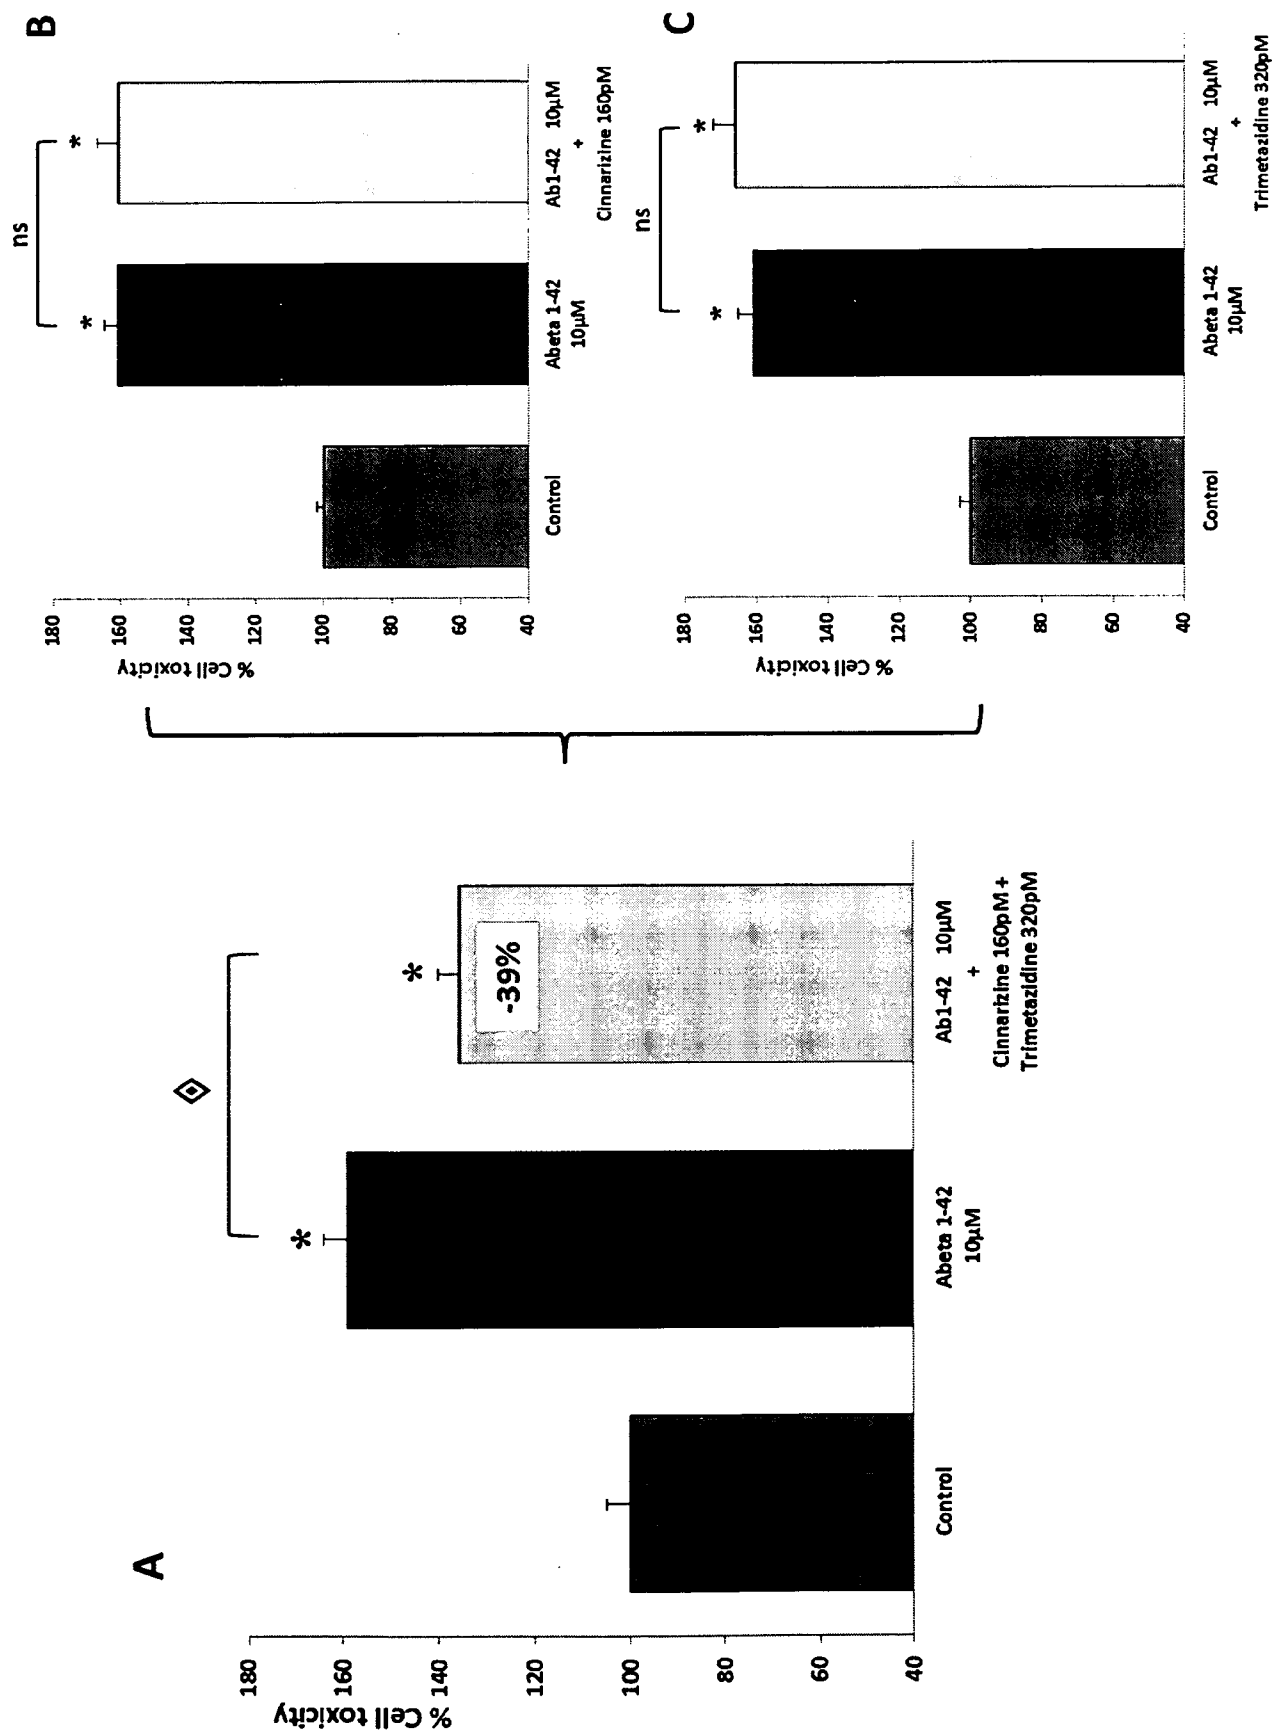 A
% Cell toxicity
180
160
140
120
100
80
60
40
*
*
-39%
Control
Abeta 1-42
10µM
Ab1-42 10µM
+
Cinnarizine 160pM +
Trimetazidine 320pM
B
% Cell toxicity
180
160
140
120
100
80
60
40
ns
*
*
Control
Abeta 1-42
10µM
Ab1-42 10µM
+
Cinnarizine 160pM
C
% Cell toxicity
180
160
140
120
100
80
60
40
ns
*
*
Control
Abeta 1-42
10µM
Ab1-42 10µM
+
Trimetazidine 320pM